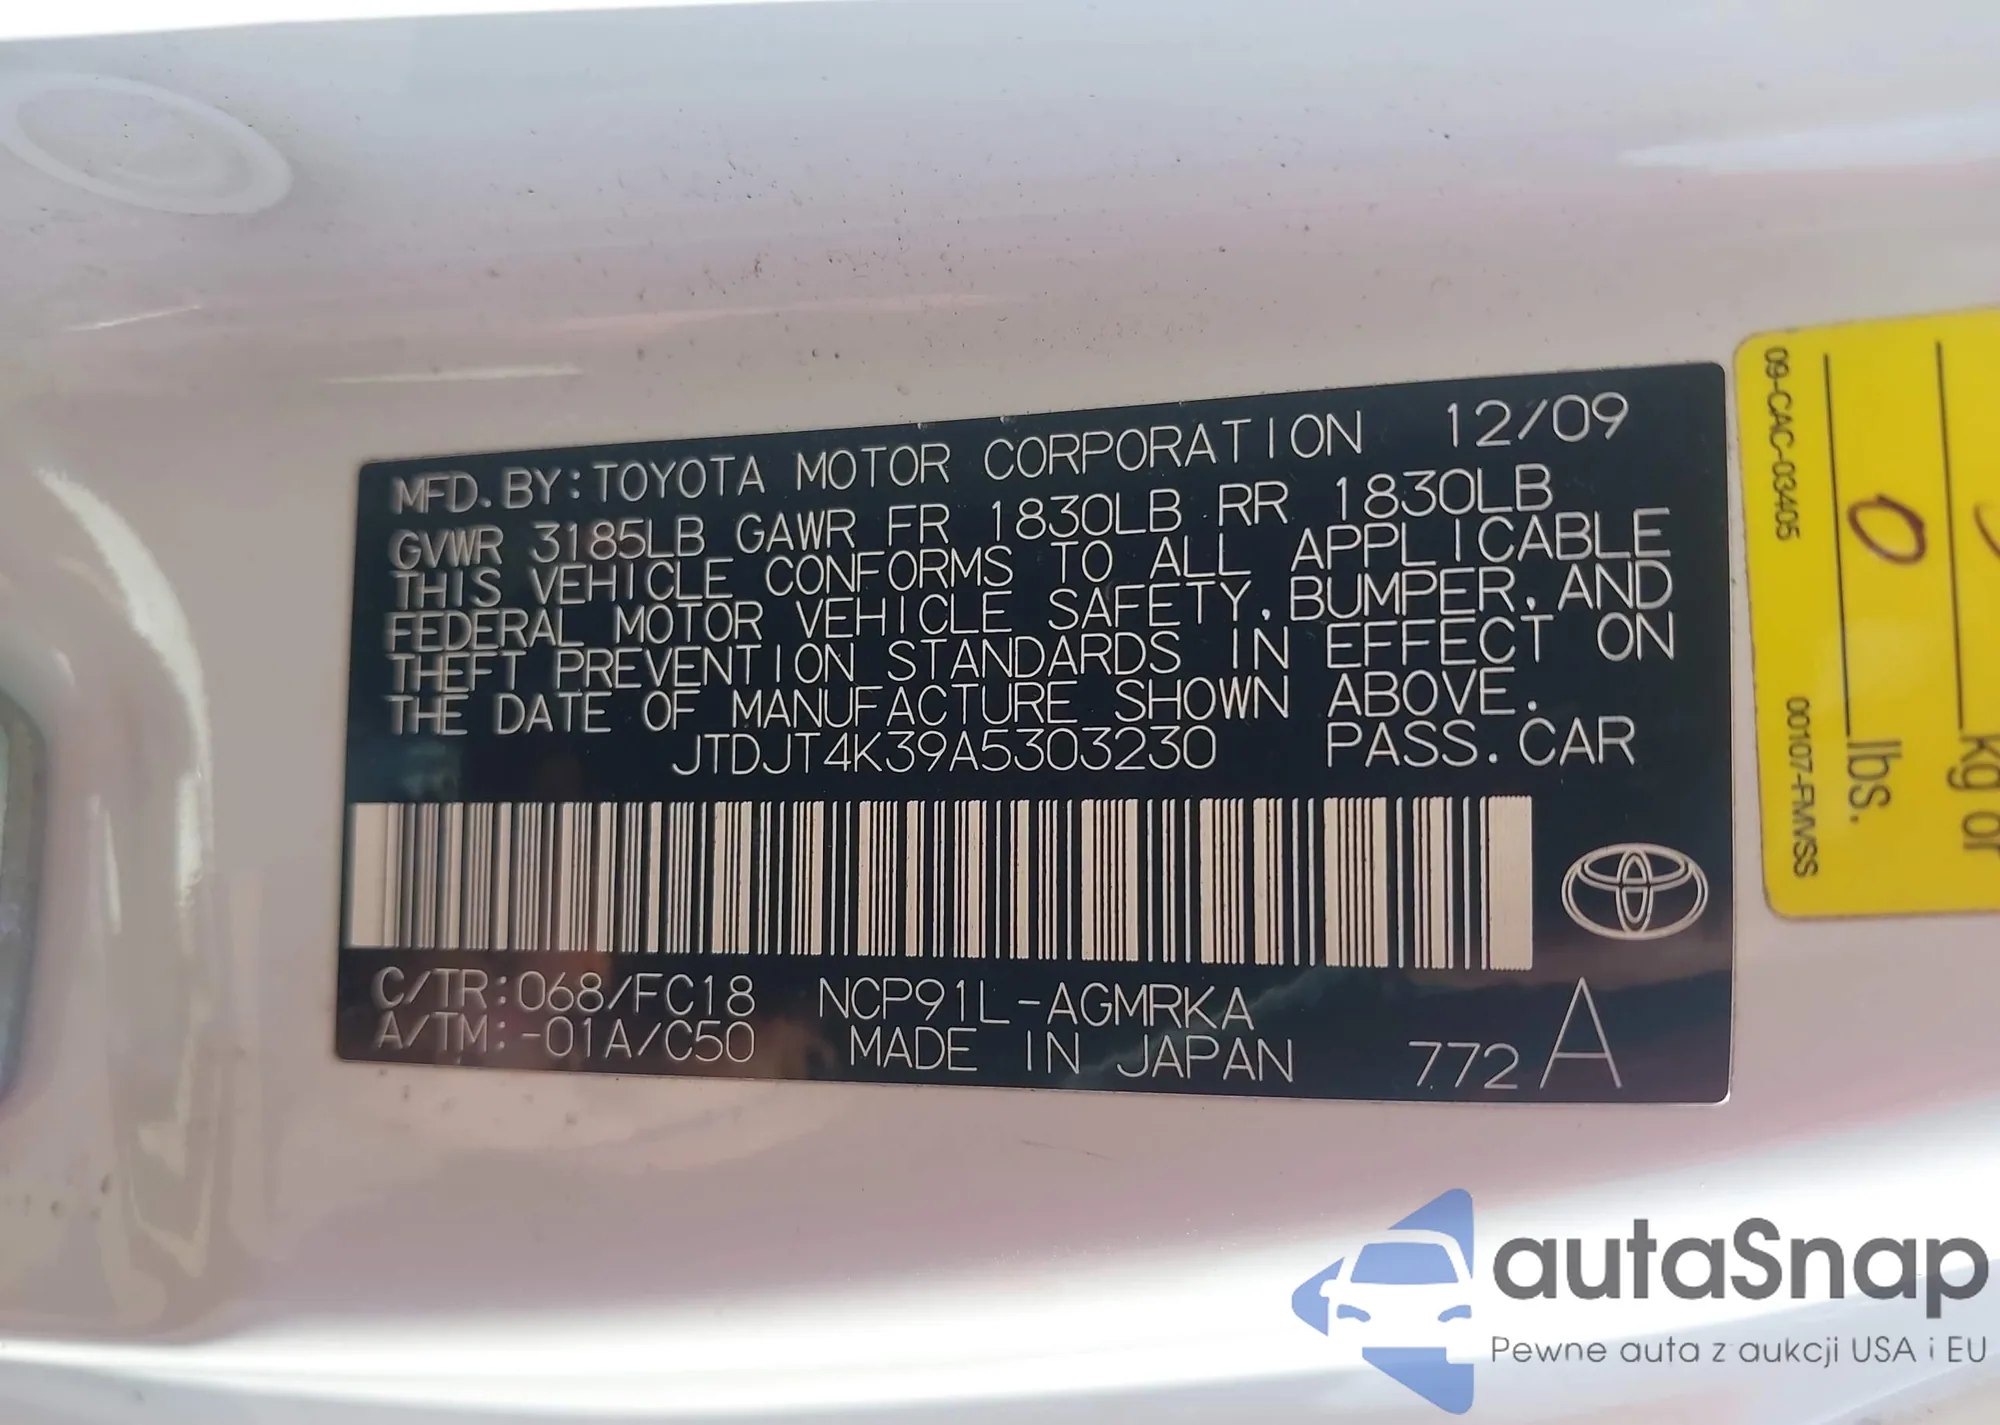 MFD. BY: TOYOTA MOTOR CORPORATION 12/09
GVWR 3185LB GAWR FR 1830LB RR 1830LB
THIS VEHICLE CONFORMS TO ALL APPLICABLE
FEDERAL MOTOR VEHICLE SAFETY, BUMPER, AND
THEFT PREVENTION STANDARDS IN EFFECT ON
THE DATE OF MANUFACTURE SHOWN ABOVE.
JTDJT4K39A5303230 PASS. CAR
C/TR: 068/FC18 NCP91L-AGMRKA
A/TM: -01A/C50 MADE IN JAPAN 772 A
kg or
0 lbs.
09-CAC-03405 00107-FMVSS
autaSnap
Pewne auta z aukcji USA i EU